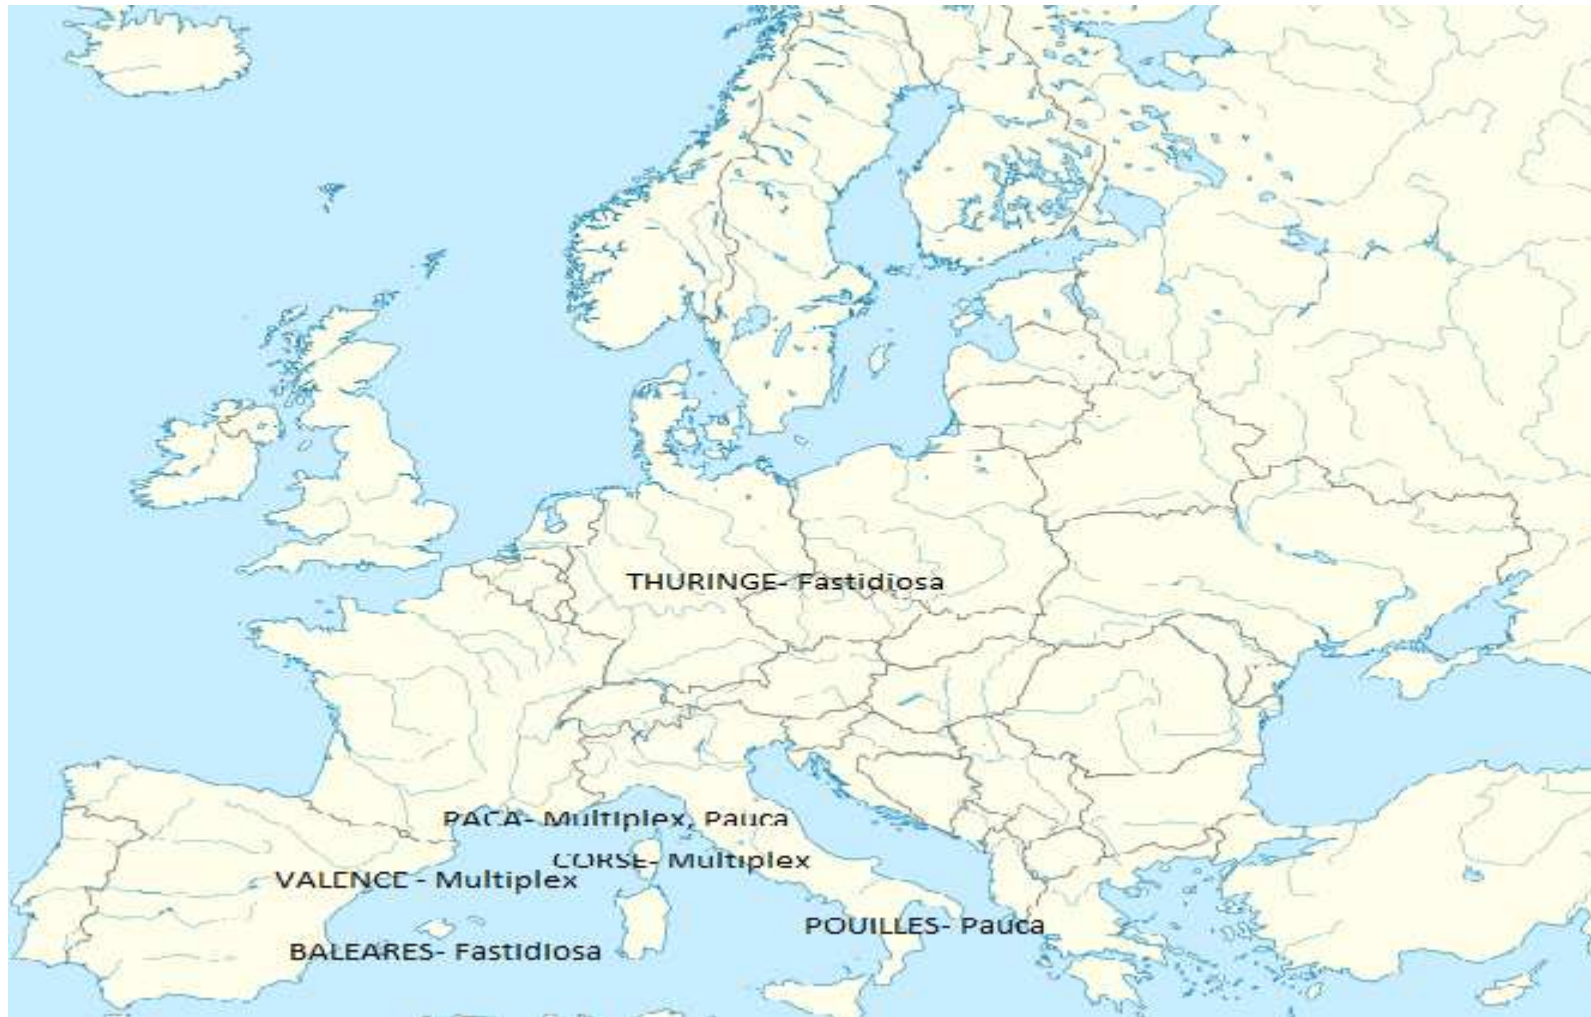 THURINGE- Fastidiosa
PACA- Multiplex, Pauca
CORSE- Multiplex
VALENCE - Multiplex
POUILLES- Pauca
BALEARES- Fastidiosa